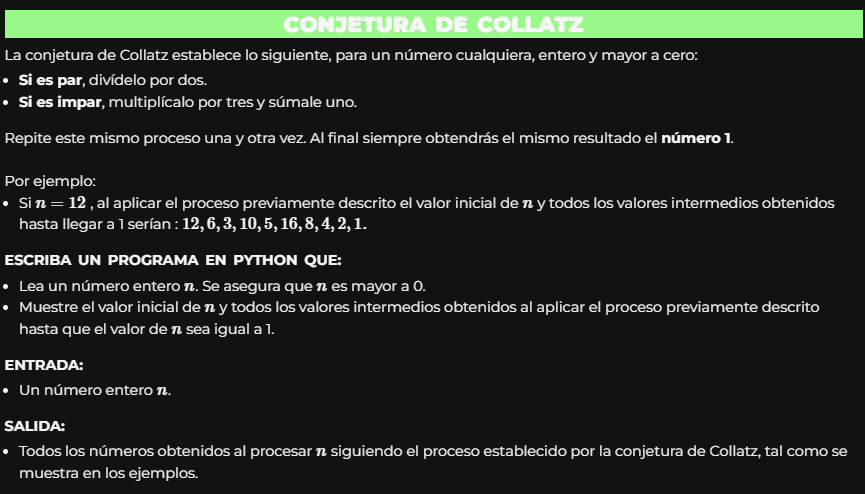 CONJETURA DE COLLATZ
La conjetura de Collatz establece lo siguiente, para un número cualquiera, entero y mayor a cero:
• Si es par, divídelo por dos.
• Si es impar, multiplícalo por tres y súmale uno.
Repite este mismo proceso una y otra vez. Al final siempre obtendrás el mismo resultado el número 1.
Por ejemplo:
• Si n = 12 , al aplicar el proceso previamente descrito el valor inicial de n y todos los valores intermedios obtenidos
hasta llegar a 1 serían : 12, 6, 3, 10, 5, 16, 8, 4, 2, 1.
ESCRIBA UN PROGRAMA EN PYTHON QUE:
• Lea un número entero n. Se asegura que n es mayor a 0.
• Muestre el valor inicial de n y todos los valores intermedios obtenidos al aplicar el proceso previamente descrito
hasta que el valor de n sea igual a 1.
ENTRADA:
• Un número entero n.
SALIDA:
• Todos los números obtenidos al procesar n siguiendo el proceso establecido por la conjetura de Collatz, tal como se
muestra en los ejemplos.